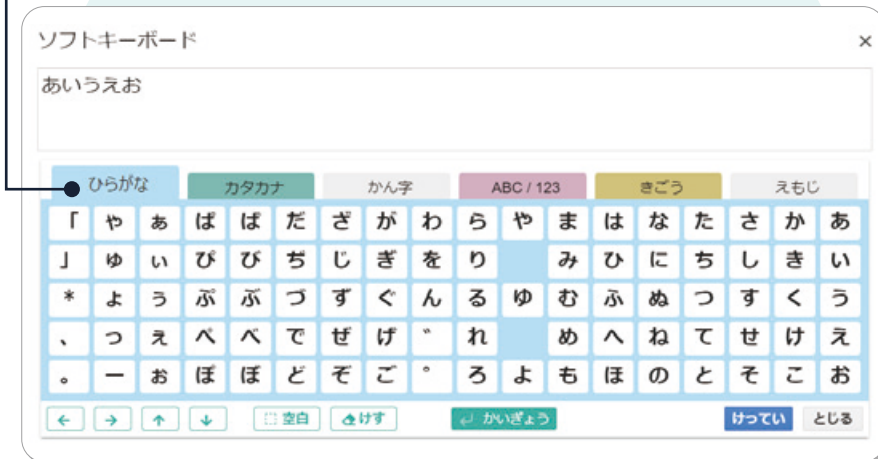 ソフトキーボード ×
あいうえお
ひらがな カタカナ かん字 ABC / 123 きごう えもじ
「 ゃ ぁ ぱ ば だ ざ が わ ら や ま は な た さ か あ
」 ゅ ぃ ぴ び ぢ じ ぎ を り み ひ に ち し き い
* ょ ぅ ぷ ぶ づ ず ぐ ん る ゆ む ふ ぬ つ す く う
、 っ ぇ ぺ べ で ぜ げ ゛ れ め へ ね て せ け え
。 ー ぉ ぽ ぼ ど ぞ ご ゜ ろ よ も ほ の と そ こ お
← → ↑ ↓ 空白 けす かいぎょう けってい とじる